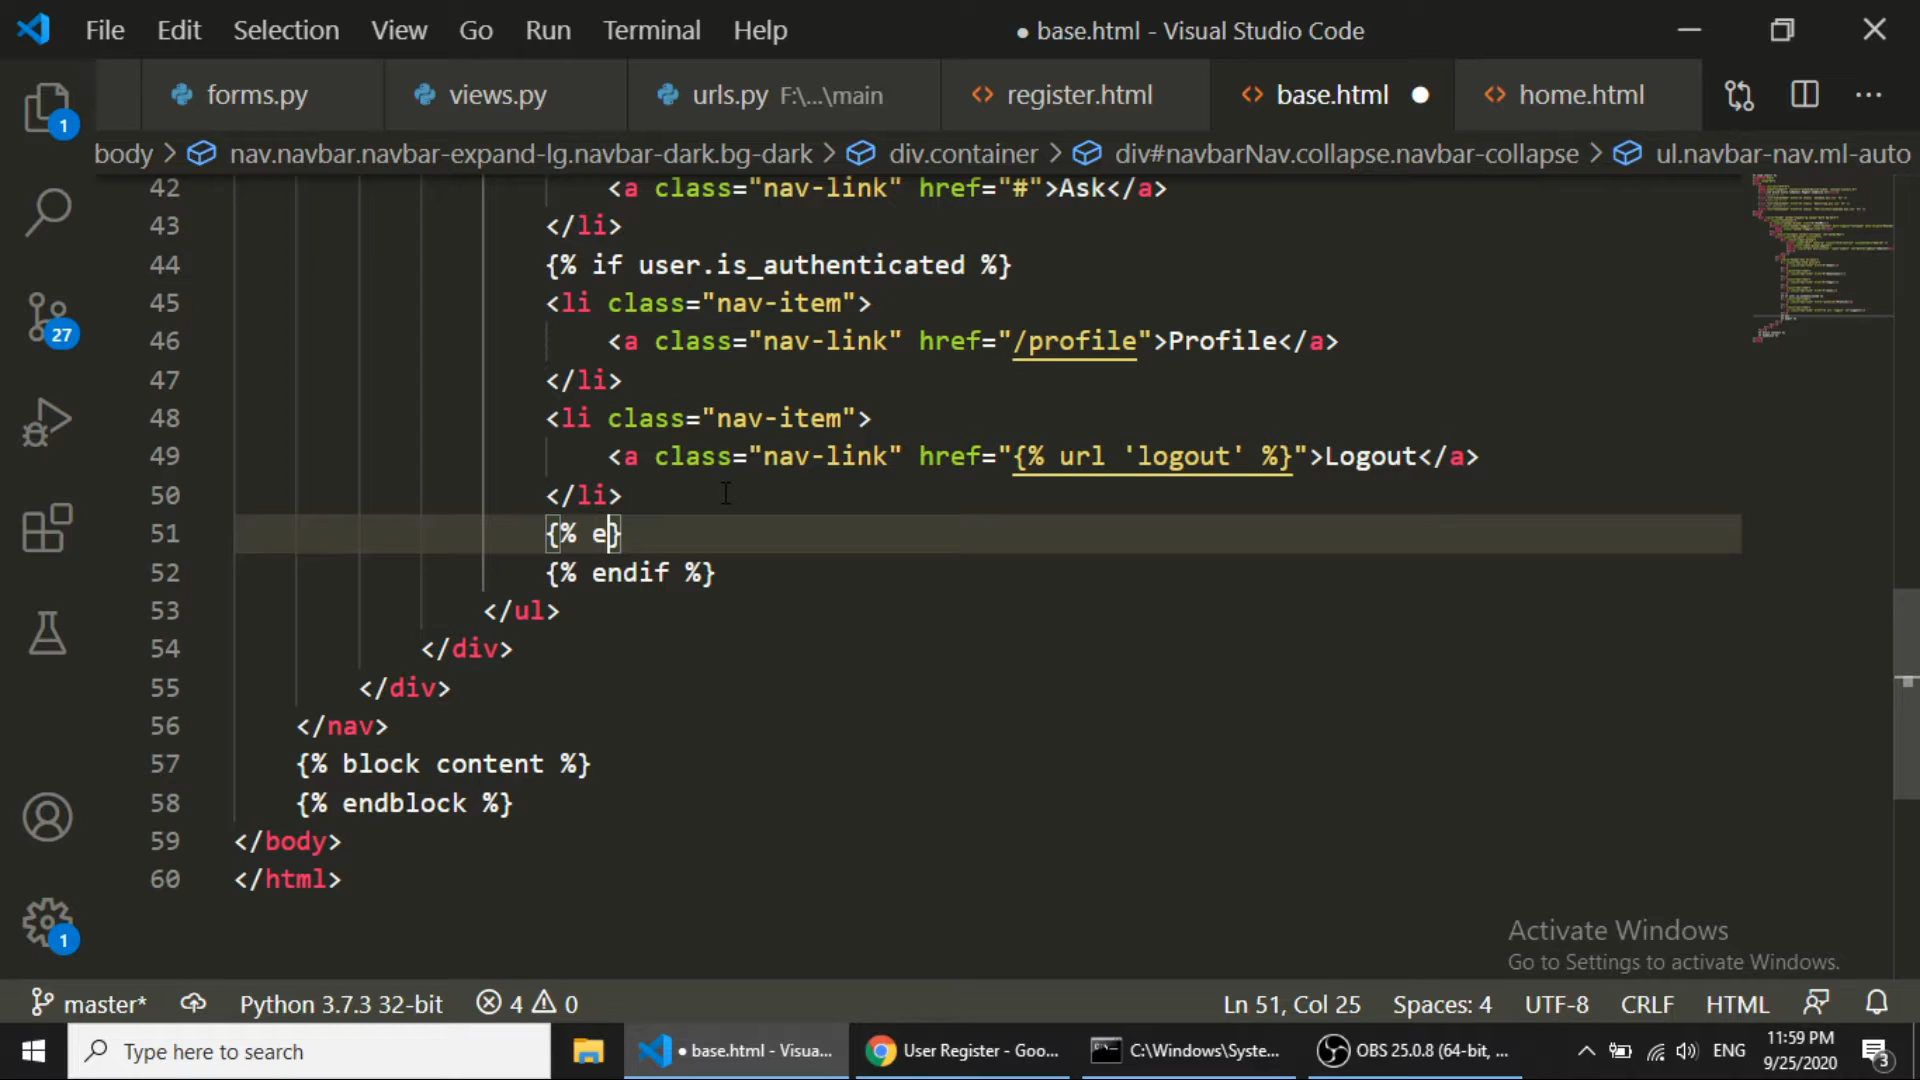 File Edit Selection View Go Run Terminal Help ● base.html - Visual Studio Code
forms.py views.py urls.py F:\...\main register.html base.html ● home.html ...
body > nav.navbar.navbar-expand-lg.navbar-dark.bg-dark > div.container > div#navbarNav.collapse.navbar-collapse > ul.navbar-nav.ml-auto
42 <a class="nav-link" href="#">Ask</a>
43 </li>
44 {% if user.is_authenticated %}
45 <li class="nav-item">
46 <a class="nav-link" href="/profile">Profile</a>
47 </li>
48 <li class="nav-item">
49 <a class="nav-link" href="{% url 'logout' %}">Logout</a>
50 </li>
51 {% e}
52 {% endif %}
53 </ul>
54 </div>
55 </div>
56 </nav>
57 {% block content %}
58 {% endblock %}
59 </body>
60 </html>
1
27
1
Activate Windows
Go to Settings to activate Windows.
master* Python 3.7.3 32-bit 4 0 Ln 51, Col 25 Spaces: 4 UTF-8 CRLF HTML
Type here to search ● base.html - Visua... User Register - Goo... C:\Windows\Syste... OBS 25.0.8 (64-bit, ... ENG 11:59 PM
9/25/2020 3